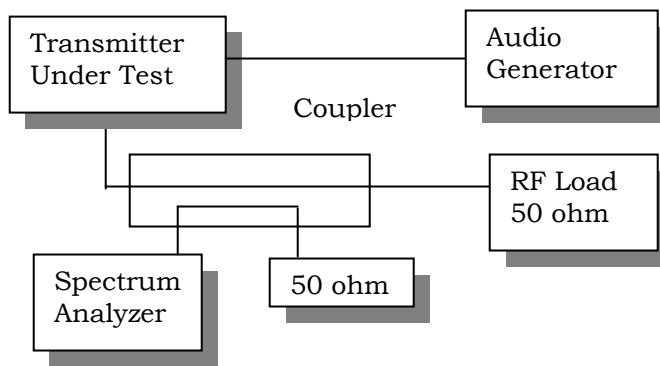 Transmitter
Under Test
Audio
Generator
Coupler
RF Load
50 ohm
Spectrum
Analyzer
50 ohm